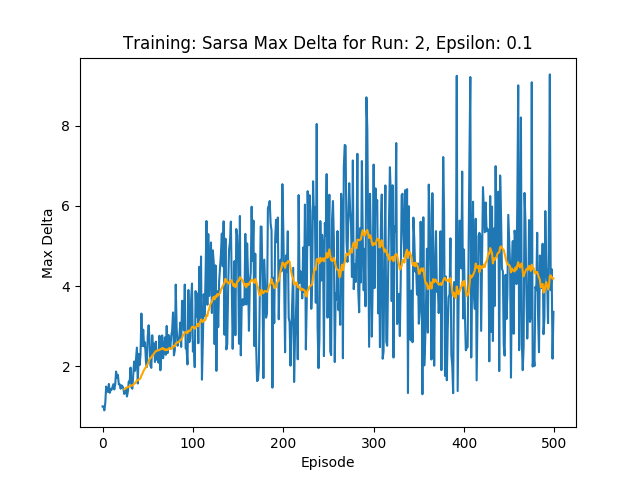 Training: Sarsa Max Delta for Run: 2, Epsilon: 0.1
8
6
4
2
Max Delta
0 100 200 300 400 500
Episode